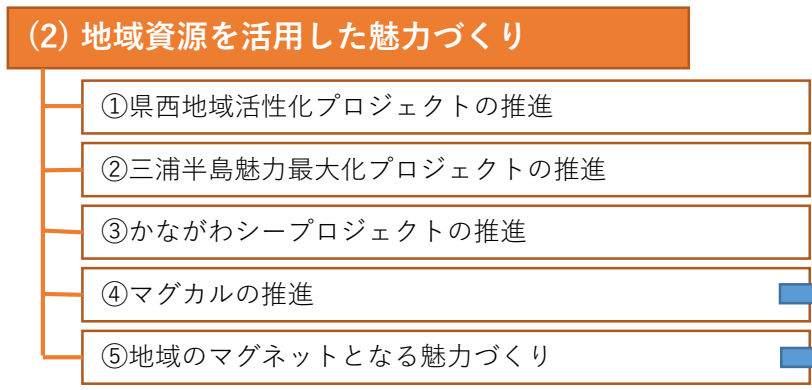 (2) 地域資源を活用した魅力づくり
①県西地域活性化プロジェクトの推進
②三浦半島魅力最大化プロジェクトの推進
③かながわシープロジェクトの推進
④マグカルの推進
⑤地域のマグネットとなる魅力づくり